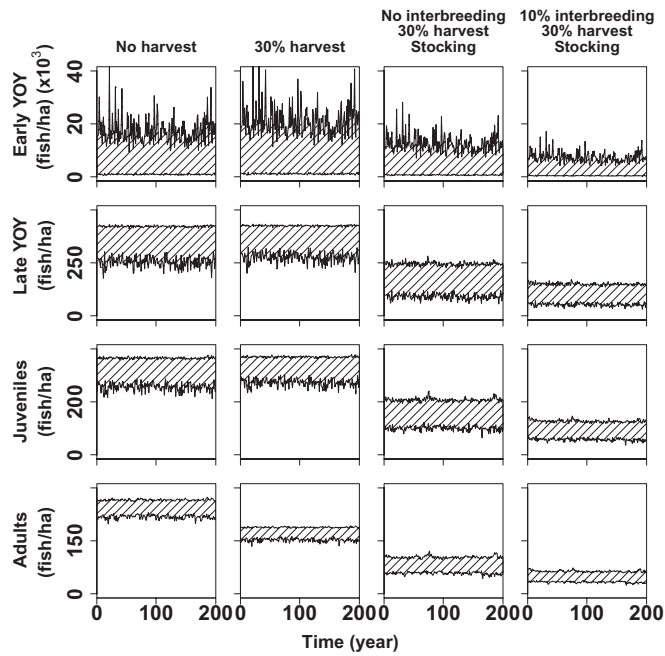 No harvest
30% harvest
No interbreeding
30% harvest
Stocking
10% interbreeding
30% harvest
Stocking
Early YOY
(fish/ha) (x10³)
40
20
0
Late YOY
(fish/ha)
250
0
Juveniles
(fish/ha)
200
0
Adults
(fish/ha)
150
0
0 100 200 0 100 200 0 100 200 0 100 200
Time (year)